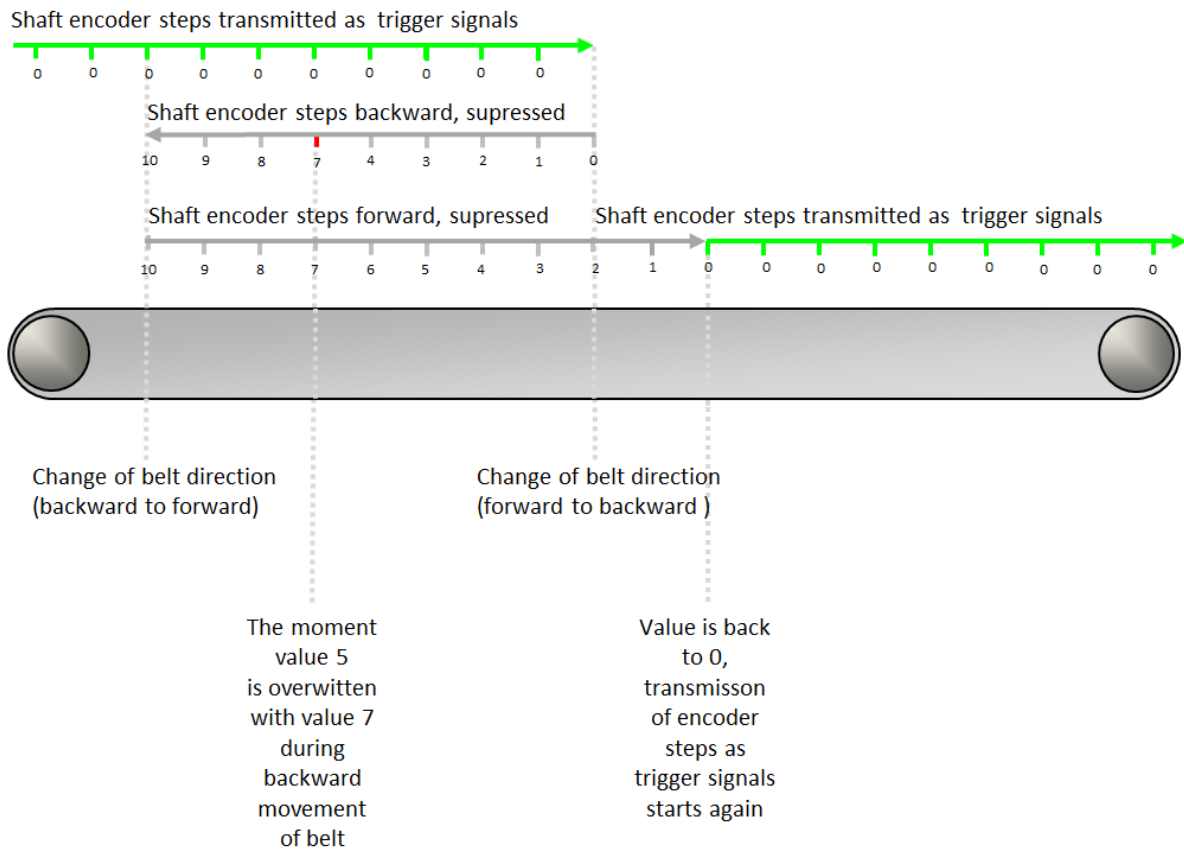 Shaft encoder steps transmitted as  trigger signals
0 0 0 0 0 0 0 0 0 0
Shaft encoder steps backward, supressed
10 9 8 7 4 3 2 1 0
Shaft encoder steps forward, supressed
Shaft encoder steps transmitted as  trigger signals
10 9 8 7 6 5 4 3 2 1 0 0 0 0 0 0 0 0 0
Change of belt direction
(backward to forward)
Change of belt direction
(forward to backward )
The moment
value 5
is overwitten
with value 7
during
backward
movement
of belt
Value is back
to 0,
transmisson
of encoder
steps as
trigger signals
starts again